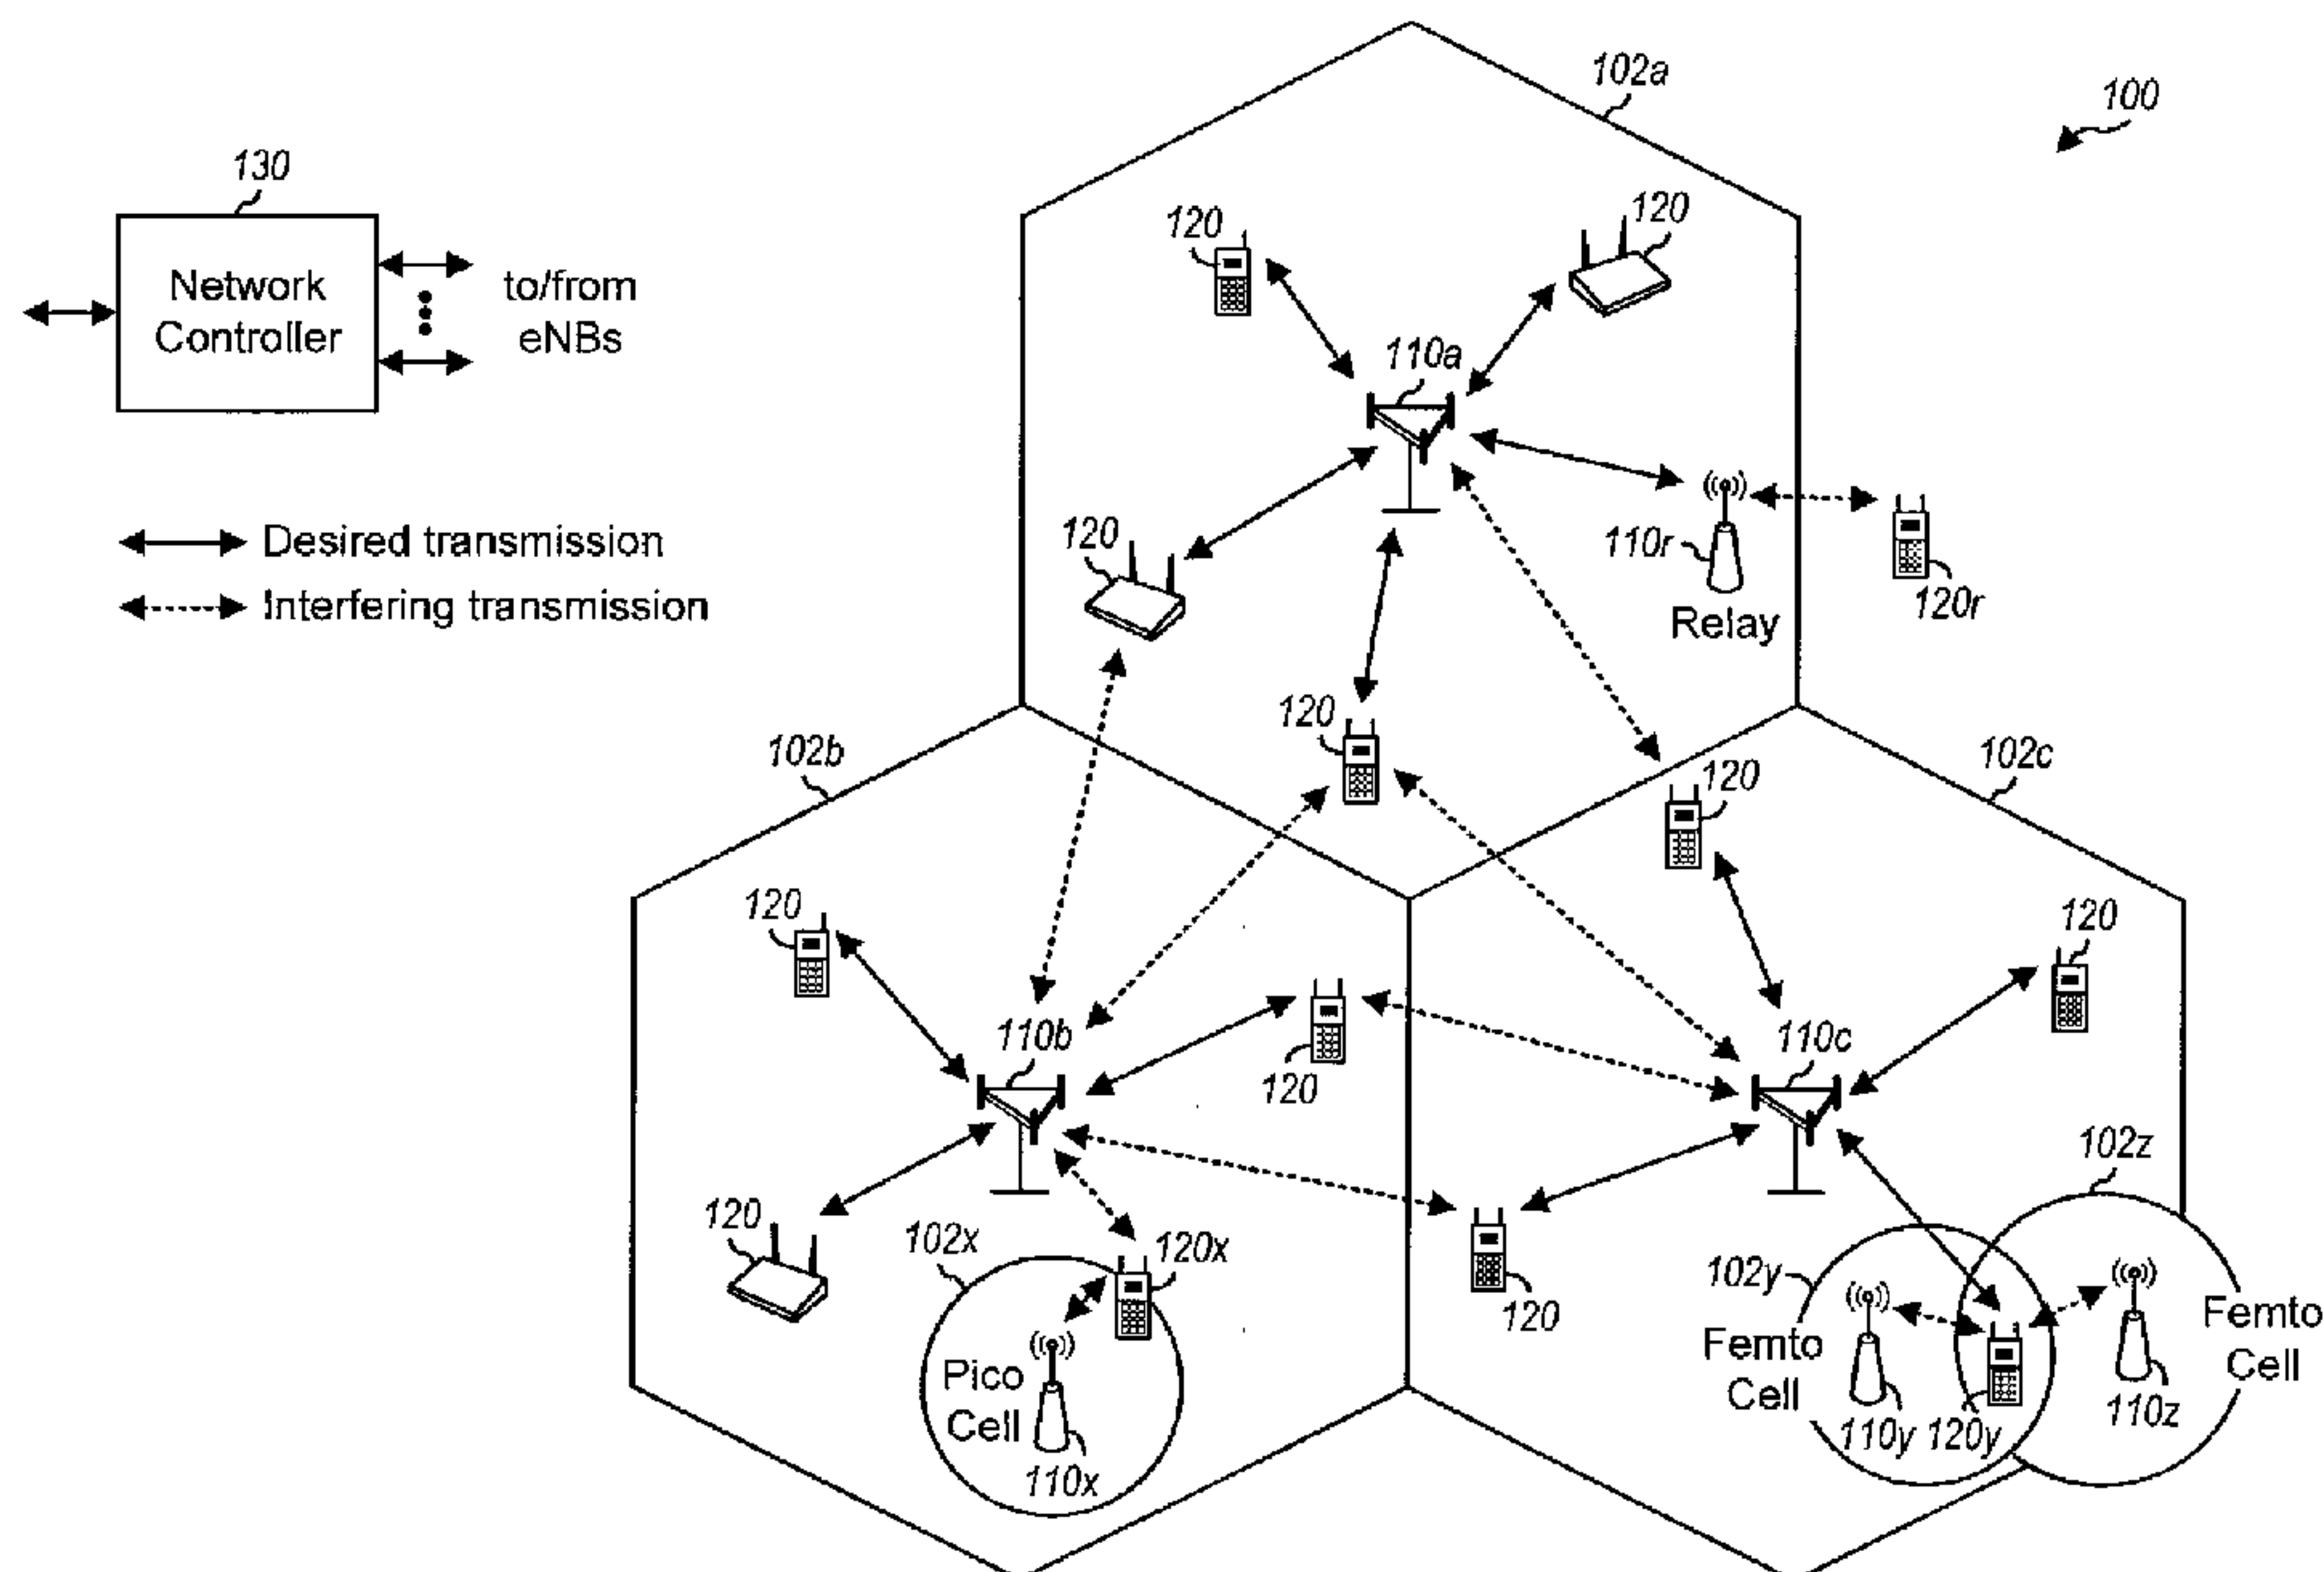 102a
100
130
120
120
Network
Controller
to/from
eNBs
110a
Desired transmission
Interfering transmission
120
110r
Relay
120r
120
102b
102c
120
120
120
110b
120
110c
102z
120
102x
120x
102y
120
Femto
Cell
Femto
Cell
Pico
Cell
110x
110y
120y
110z